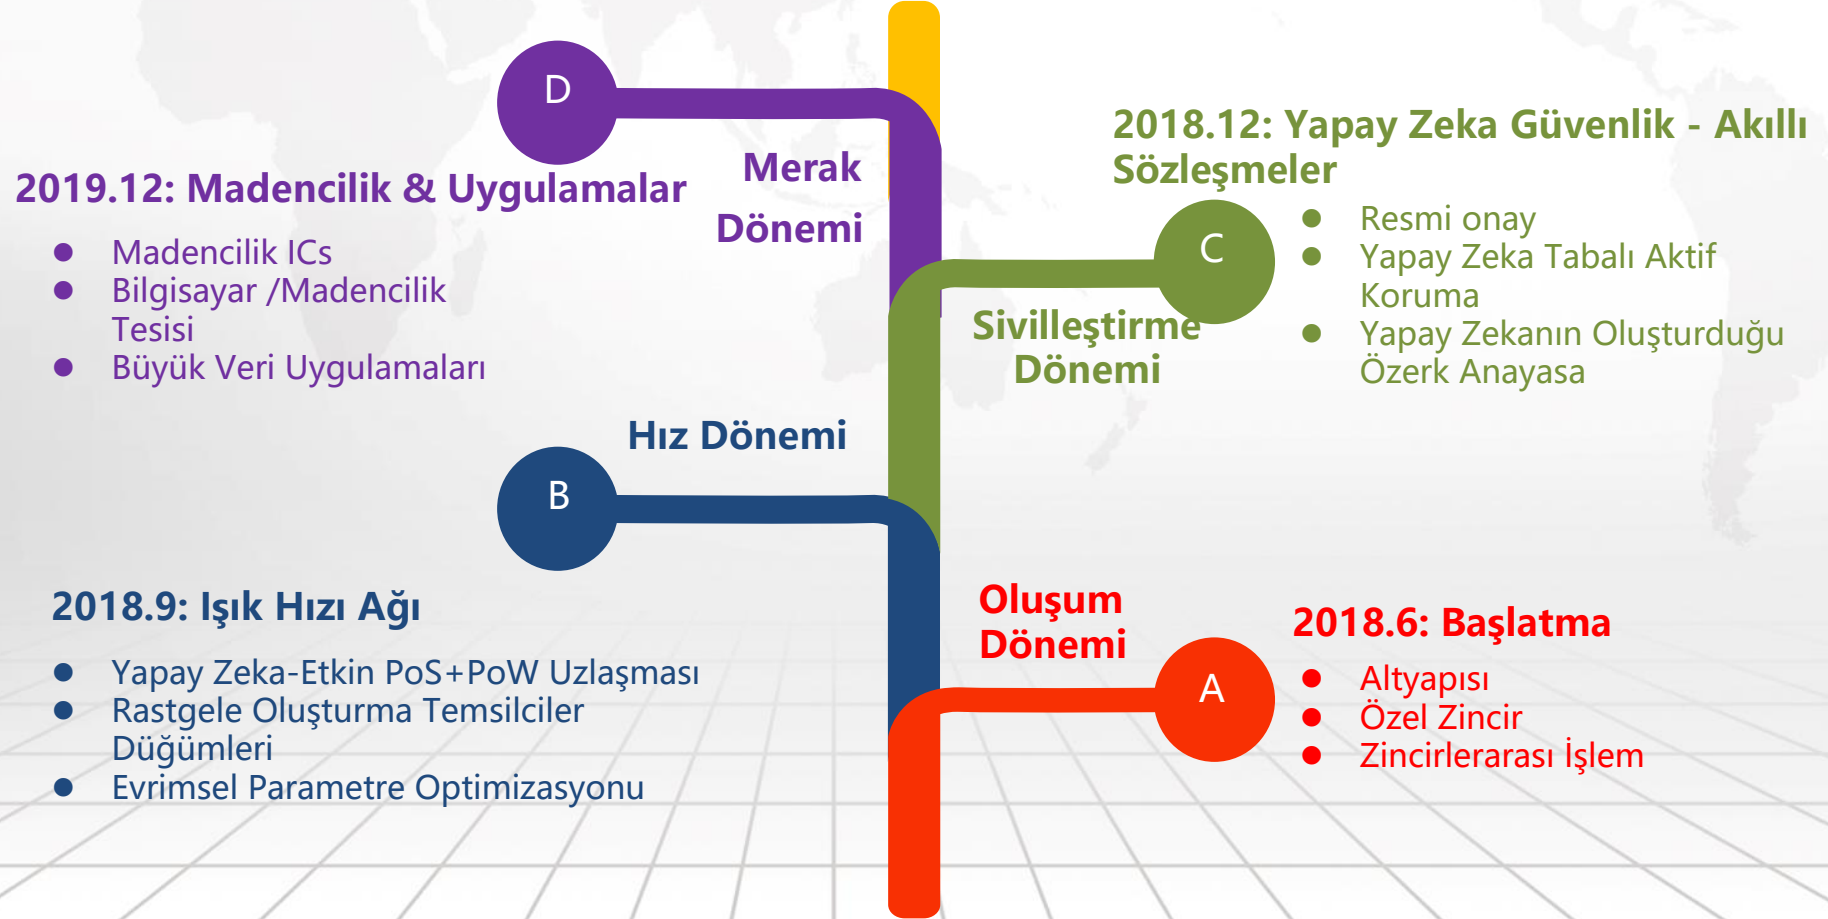 D
Merak
Dönemi
2019.12: Madencilik & Uygulamalar
● Madencilik ICs
● Bilgisayar /Madencilik
Tesisi
● Büyük Veri Uygulamaları
2018.12: Yapay Zeka Güvenlik - Akıllı
Sözleşmeler
C
● Resmi onay
● Yapay Zeka Tabalı Aktif
Koruma
● Yapay Zekanın Oluşturduğu
Özerk Anayasa
Sivilleştirme
Dönemi
Hız Dönemi
B
2018.9: Işık Hızı Ağı
● Yapay Zeka-Etkin PoS+PoW Uzlaşması
● Rastgele Oluşturma Temsilciler
Düğümleri
● Evrimsel Parametre Optimizasyonu
Oluşum
Dönemi
A
2018.6: Başlatma
● Altyapısı
● Özel Zincir
● Zincirlerarası İşlem